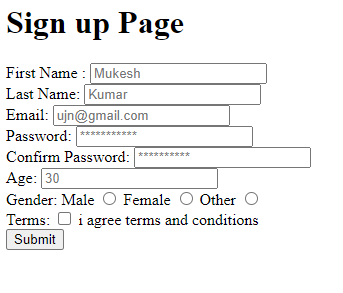 Sign up Page
First Name : Mukesh
Last Name: Kumar
Email: ujn@gmail.com
Password: ***********
Confirm Password: **********
Age: 30
Gender: Male Female Other
Terms: i agree terms and conditions
Submit